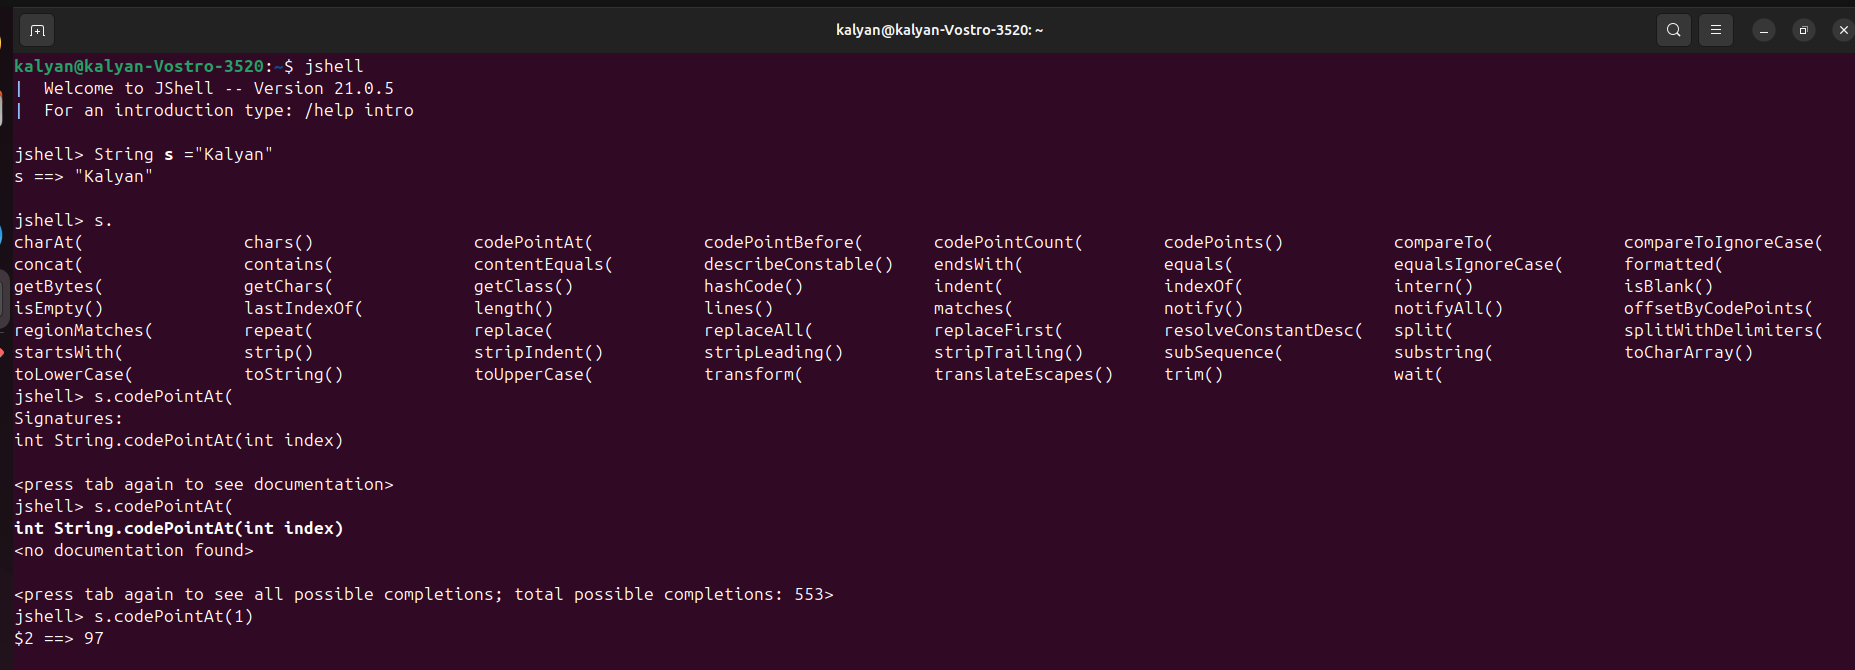 kalyan@kalyan-Vostro-3520: ~
kalyan@kalyan-Vostro-3520:~$ jshell
|  Welcome to JShell -- Version 21.0.5
|  For an introduction type: /help intro
jshell> String s ="Kalyan"
s ==> "Kalyan"
jshell> s.
charAt(                chars()                codePointAt(           codePointBefore(       codePointCount(        codePoints()           compareTo(             compareToIgnoreCase(
concat(                contains(              contentEquals(         describeConstable()    endsWith(              equals(                equalsIgnoreCase(      formatted(
getBytes(              getChars(              getClass()             hashCode()             indent(                indexOf(               intern()               isBlank()
isEmpty()              lastIndexOf(           length()               lines()                matches(               notify()               notifyAll()            offsetByCodePoints(
regionMatches(         repeat(                replace(               replaceAll(            replaceFirst(          resolveConstantDesc(   split(                 splitWithDelimiters(
startsWith(            strip()                stripIndent()          stripLeading()         stripTrailing()        subSequence(           substring(             toCharArray()
toLowerCase(           toString()             toUpperCase(           transform(             translateEscapes()     trim()                 wait(
jshell> s.codePointAt(
Signatures:
int String.codePointAt(int index)
<press tab again to see documentation>
jshell> s.codePointAt(
int String.codePointAt(int index)
<no documentation found>
<press tab again to see all possible completions; total possible completions: 553>
jshell> s.codePointAt(1)
$2 ==> 97